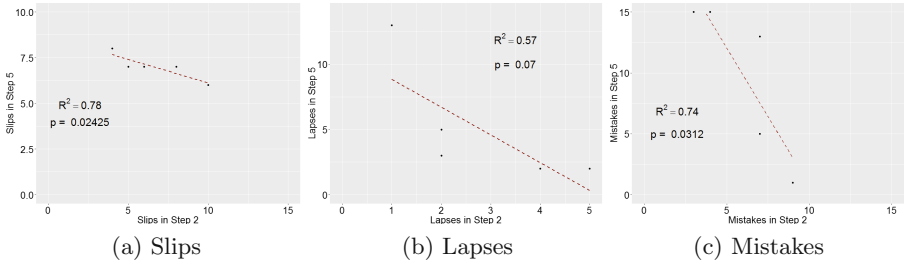 10.0
7.5
5.0
2.5
0.0
Slips in Step 5
R² = 0.78
p = 0.02425
0 5 10 15
Slips in Step 2
(a) Slips
10
5
0
Lapses in Step 5
R² = 0.57
p = 0.07
0 1 2 3 4 5
Lapses in Step 2
(b) Lapses
15
10
5
0
Mistakes in Step 5
R² = 0.74
p = 0.0312
0 5 10 15
Mistakes in Step 2
(c) Mistakes